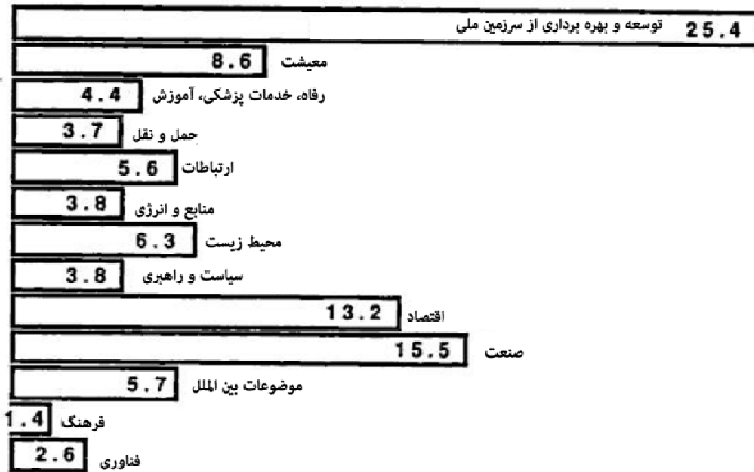 توسعه و بهره برداری از سرزمین ملی 25.4
معیشت 8.6
رفاه، خدمات پزشکی، آموزش 4.4
حمل و نقل 3.7
ارتباطات 5.6
منابع و انرژی 3.8
محیط زیست 6.3
سیاست و راهبری 3.8
اقتصاد 13.2
صنعت 15.5
موضوعات بین الملل 5.7
فرهنگ 1.4
فناوری 2.6